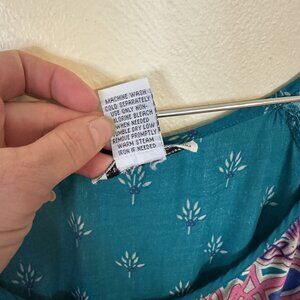 MACHINE WASH
COLD SEPARATELY
USE ONLY NON-
CHLORINE BLEACH
WHEN NEEDED
TUMBLE DRY LOW
REMOVE PROMPTLY
WARM STEAM
IRON IF NEEDED